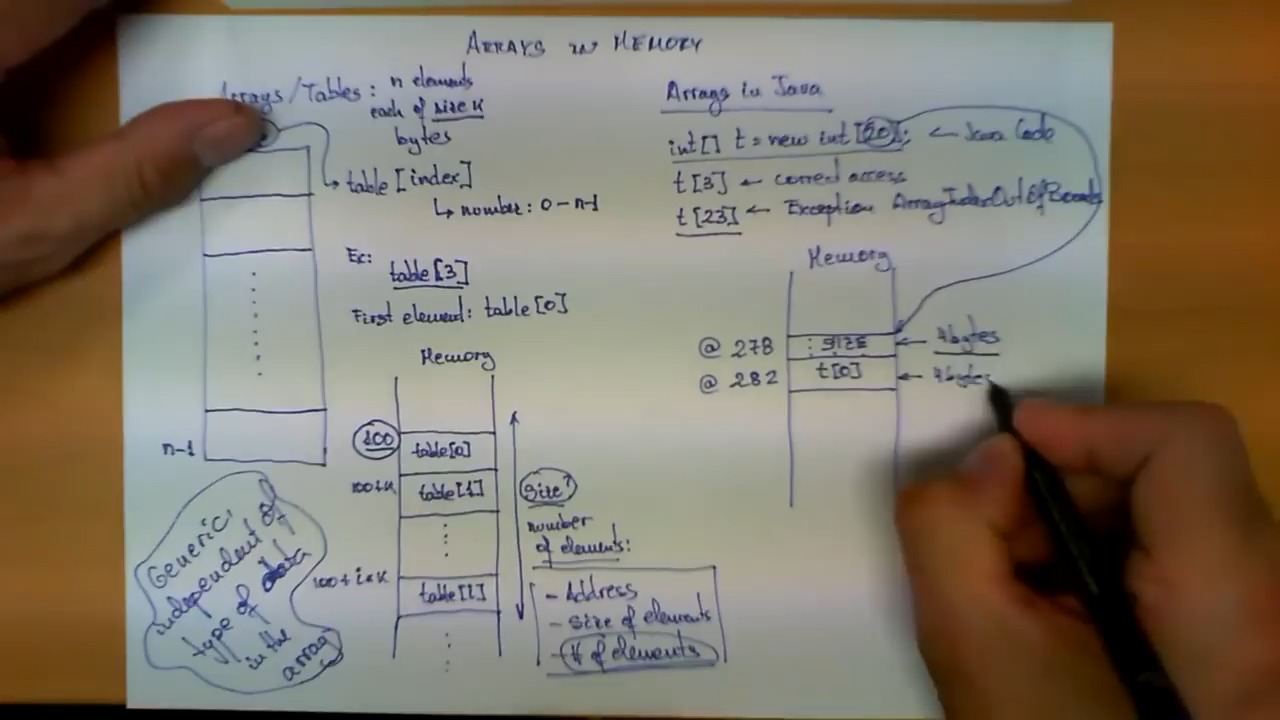 ARRAYS IN MEMORY
Arrays/Tables: n elements
each of size k
bytes
table[index]
↳ number: 0-n-1
Ex:
table[3]
First element: table[0]
n-1
Generic,
independent of
type of data
in the
array
Memory
100
table[0]
100+k
table[1]
100+i*k
table[i]
Size?
number
of elements:
- Address
- Size of elements
- # of elements
Arrays in Java
int[] t = new int[20]; ← Java Code
t[3] ← correct access
t[23] ← Exception ArrayIndexOutOfBounds
Memory
@ 278 SIZE ← 4bytes
@ 282 t[0] ← 4bytes